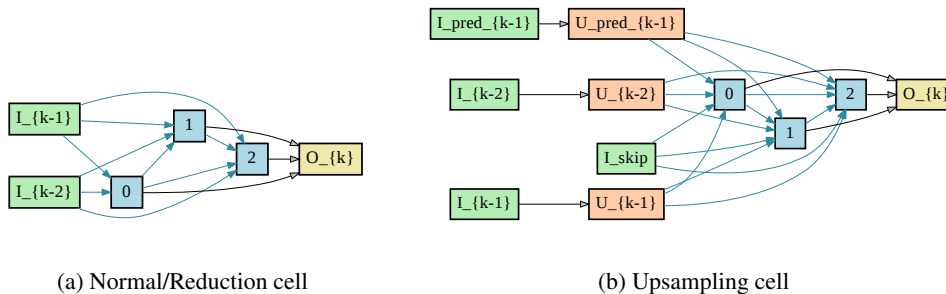 I_{k-1}
1
I_{k-2}
0
2
O_{k}
(a) Normal/Reduction cell
I_pred_{k-1}
U_pred_{k-1}
I_{k-2}
U_{k-2}
0
2
O_{k}
1
I_skip
I_{k-1}
U_{k-1}
(b) Upsampling cell